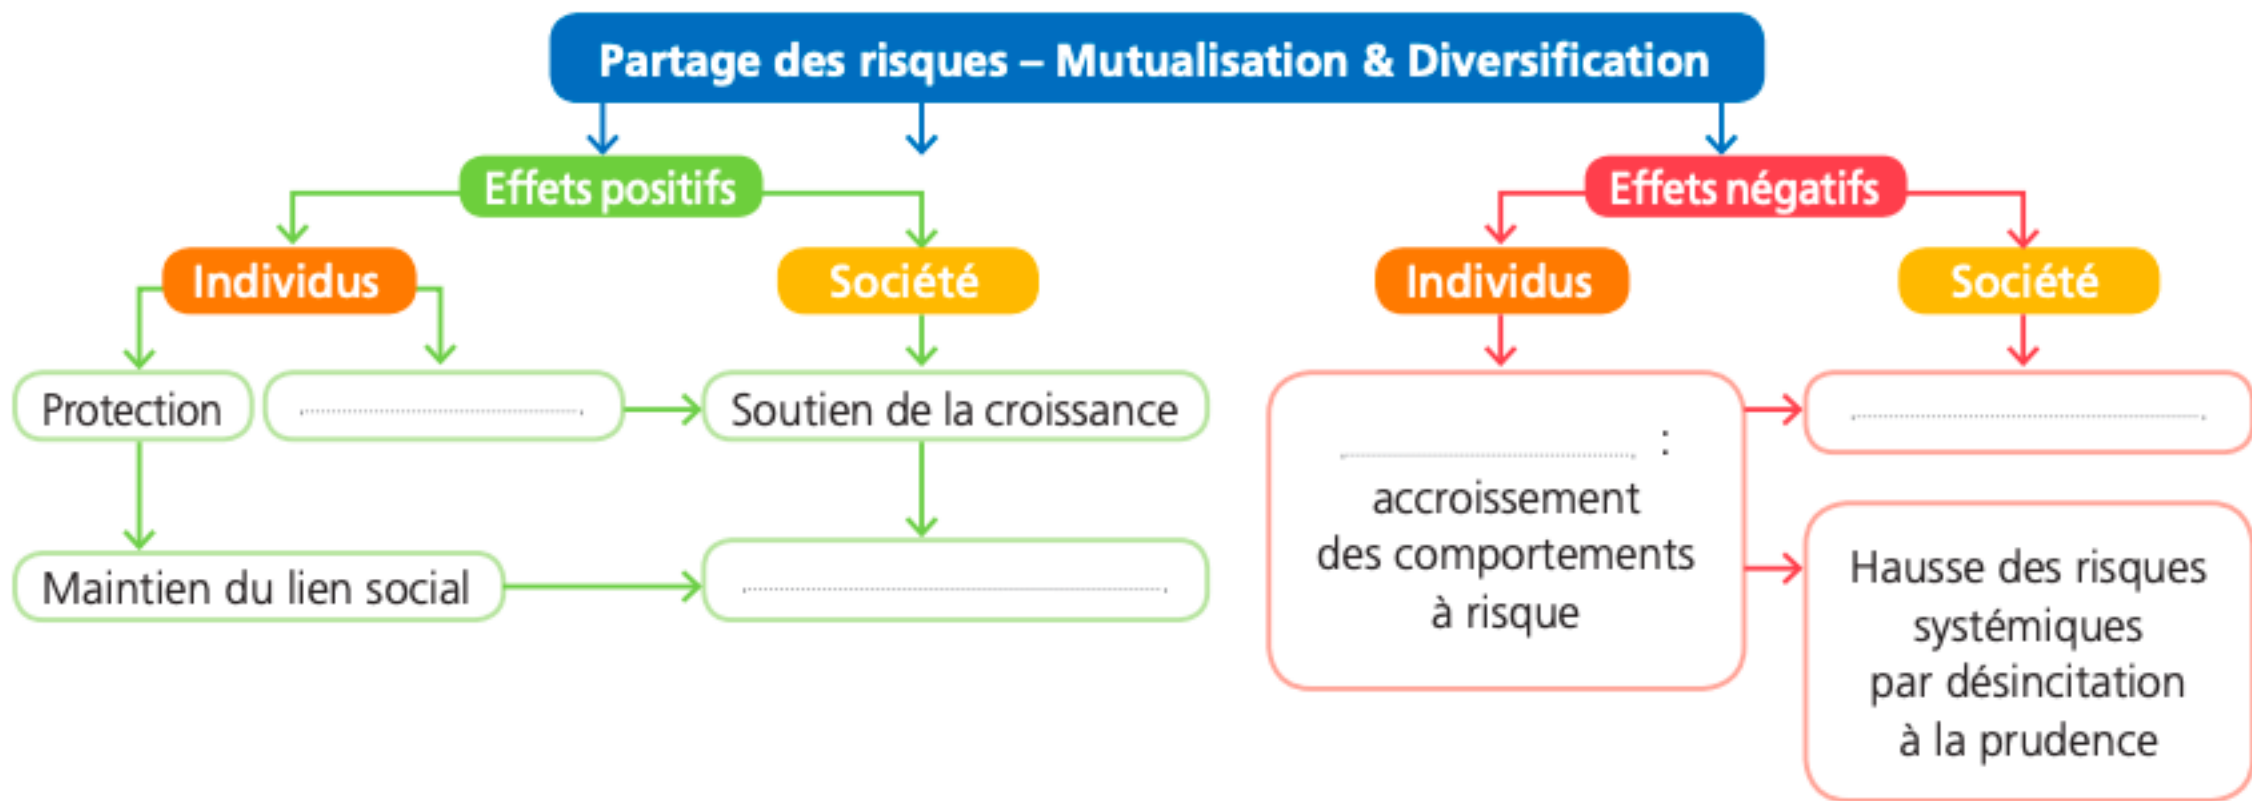 Partage des risques – Mutualisation & Diversification
Effets positifs
Effets négatifs
Individus
Société
Individus
Société
Protection
Soutien de la croissance
Maintien du lien social
:
accroissement
des comportements
à risque
Hausse des risques
systémiques
par désincitation
à la prudence